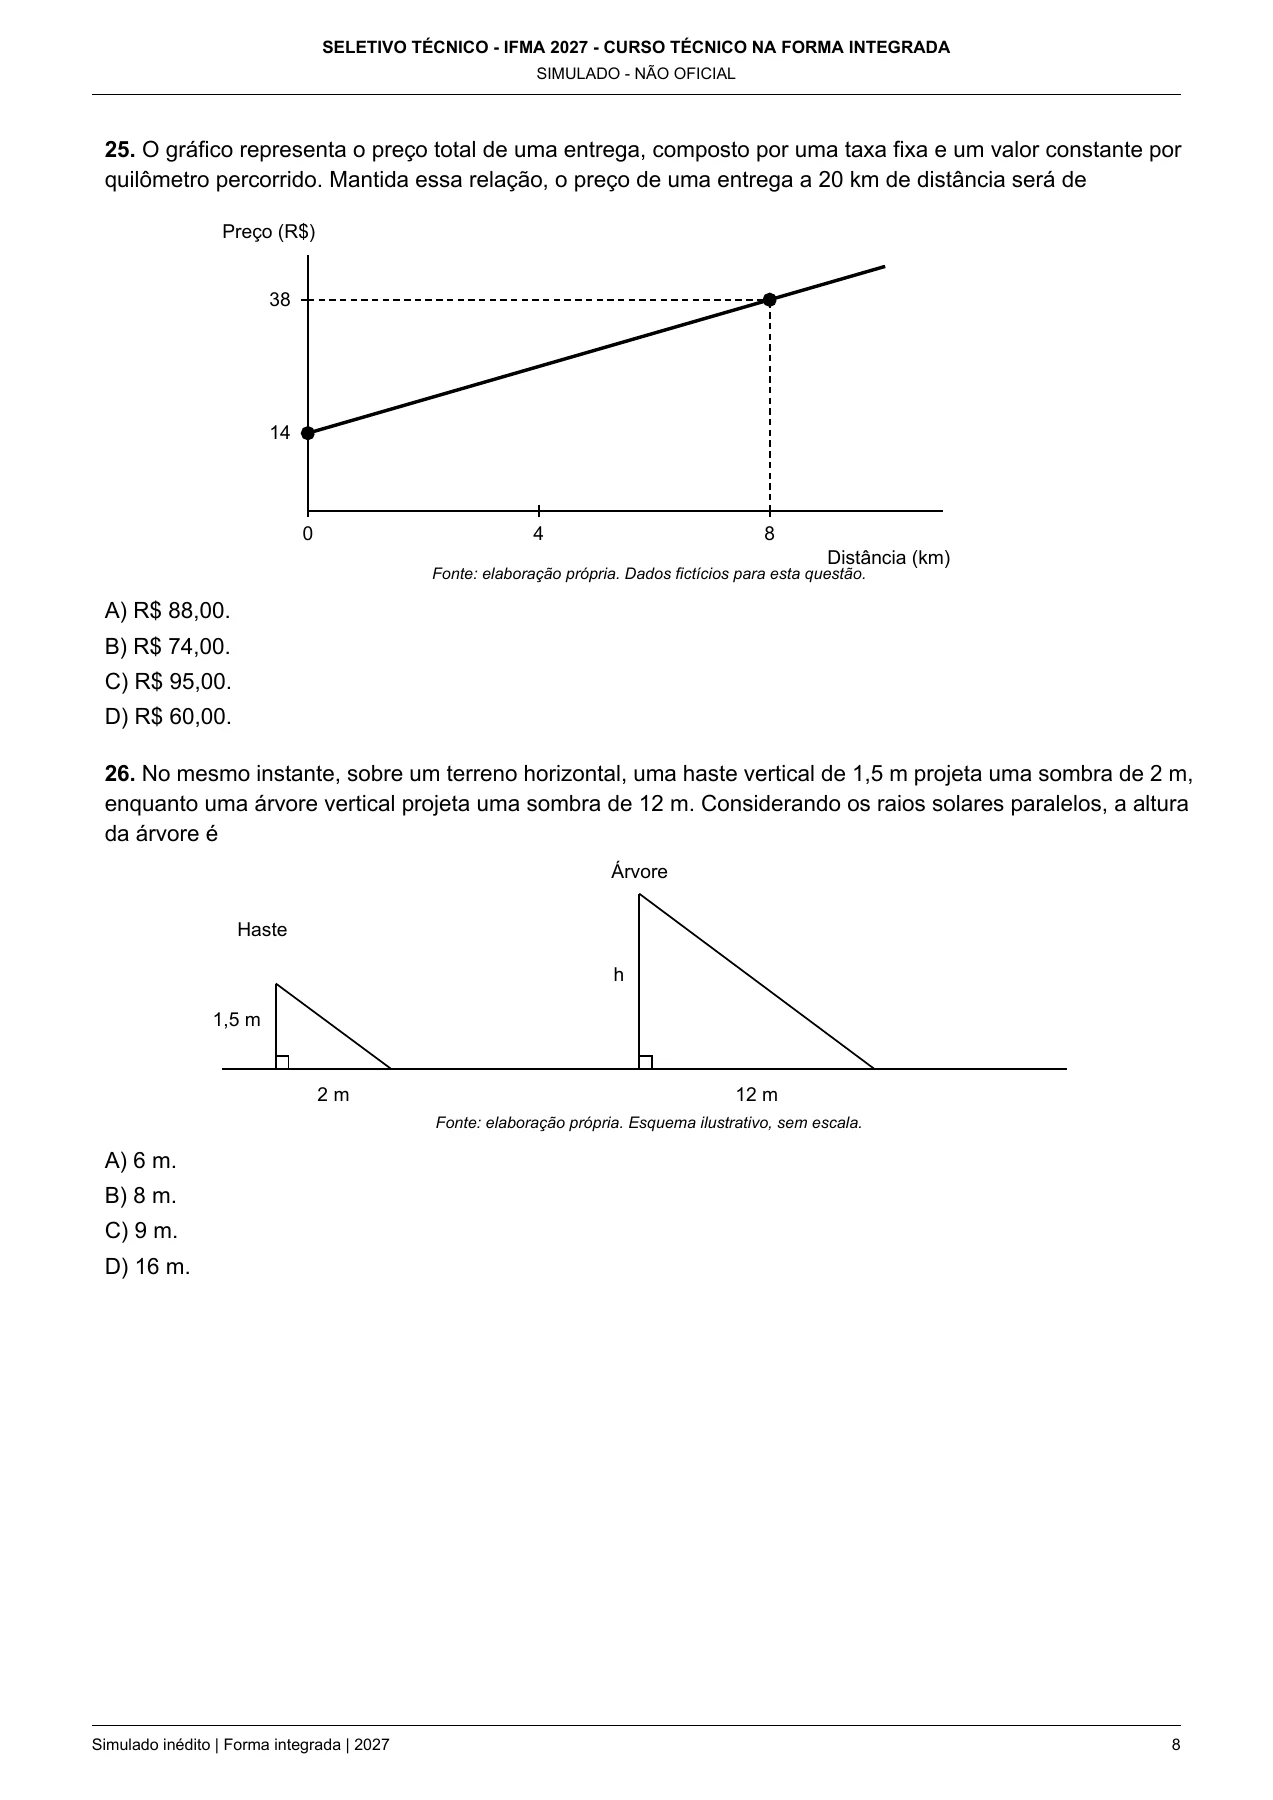 SELETIVO TÉCNICO - IFMA 2027 - CURSO TÉCNICO NA FORMA INTEGRADA
SIMULADO - NÃO OFICIAL
25. O gráfico representa o preço total de uma entrega, composto por uma taxa fixa e um valor constante por
quilômetro percorrido. Mantida essa relação, o preço de uma entrega a 20 km de distância será de
Preço (R$)
38
14
0 4 8
Distância (km)
Fonte: elaboração própria. Dados fictícios para esta questão.
A) R$ 88,00.
B) R$ 74,00.
C) R$ 95,00.
D) R$ 60,00.
26. No mesmo instante, sobre um terreno horizontal, uma haste vertical de 1,5 m projeta uma sombra de 2 m,
enquanto uma árvore vertical projeta uma sombra de 12 m. Considerando os raios solares paralelos, a altura
da árvore é
Árvore
Haste
h
1,5 m
2 m 12 m
Fonte: elaboração própria. Esquema ilustrativo, sem escala.
A) 6 m.
B) 8 m.
C) 9 m.
D) 16 m.
Simulado inédito | Forma integrada | 2027 8